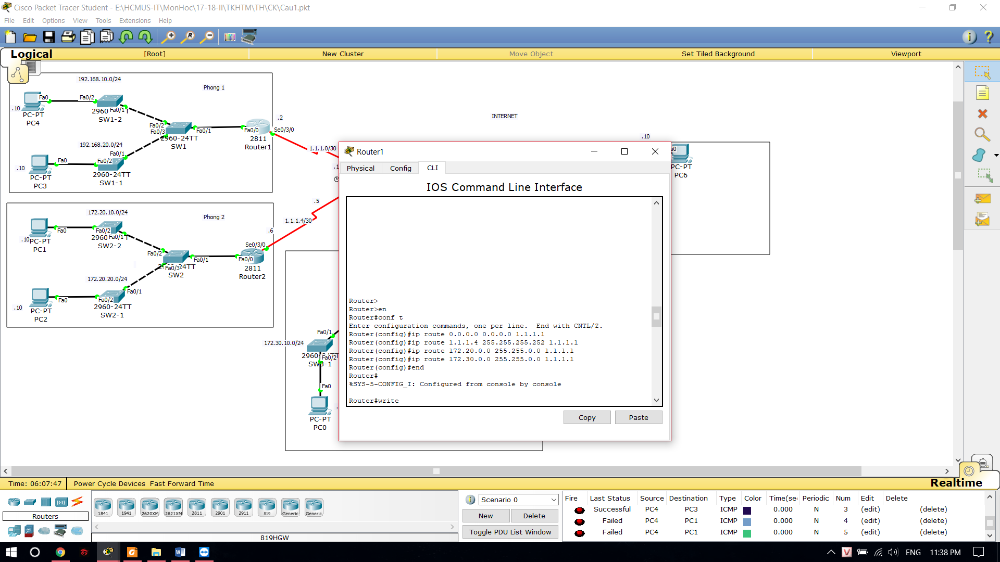 Cisco Packet Tracer Student - E:\HCMUS-IT\MonHoc\17-18-II\TKHTM\TH\CK\Cau1.pkt
File Edit Options View Tools Extensions Help
Logical [Root] New Cluster Move Object Set Tiled Background Viewport
192.168.10.0/24
Phong 1
Fa0 Fa0/2
.10
2960 Fa0/1 T
PC-PT
PC4
SW1-2
Fa0/2
Fa0/3
Fa0/1
2960-24TT
SW1
Fa0/0
.2
Se0/3/0
2811
Router1
192.168.20.0/24
Fa0/1
Fa0 Fa0/2
.10
2960-24TT
SW1-1
PC-PT
PC3
1.1.1.0/30
.1
INTERNET
.10
a0
PC-PT
PC6
172.20.10.0/24
Phong 2
Fa0 Fa0/2
2960 Fa0/1 T
SW2-2
.10
PC-PT
PC1
Fa0/2
Fa0/1
Fa0/3 24TT
SW2
.5
1.1.1.4/30
.6
Se0/3/0
Fa0/0
2811
Router2
172.20.20.0/24
Fa0/1
Fa0 Fa0/2
.10
2960-24TT
SW2-1
PC-PT
PC2
Fa0/1
172.30.10.0/24
2960-24TT
Fa0/2
SW3-1
Fa0
PC-PT
PC0
Router1
Physical Config CLI
IOS Command Line Interface
Router>
Router>en
Router#conf t
Enter configuration commands, one per line.  End with CNTL/Z.
Router(config)#ip route 0.0.0.0 0.0.0.0 1.1.1.1
Router(config)#ip route 1.1.1.4 255.255.255.252 1.1.1.1
Router(config)#ip route 172.20.0.0 255.255.0.0 1.1.1.1
Router(config)#ip route 172.30.0.0 255.255.0.0 1.1.1.1
Router(config)#end
Router#
%SYS-5-CONFIG_I: Configured from console by console
Router#write
Copy Paste
Realtime
Time: 06:07:47 Power Cycle Devices Fast Forward Time
Routers
1841 1941 2620XM 2621XM 2811 2901 2911 819 Generic Generic
819HGW
Scenario 0
New Delete
Toggle PDU List Window
Fire Last Status Source Destination Type Color Time(sec Periodic Num Edit Delete
Successful PC4 PC3 ICMP 0.000 N 3 (edit) (delete)
Failed PC4 PC1 ICMP 0.000 N 4 (edit) (delete)
Failed PC4 PC1 ICMP 0.000 N 5 (edit) (delete)
ENG 11:38 PM